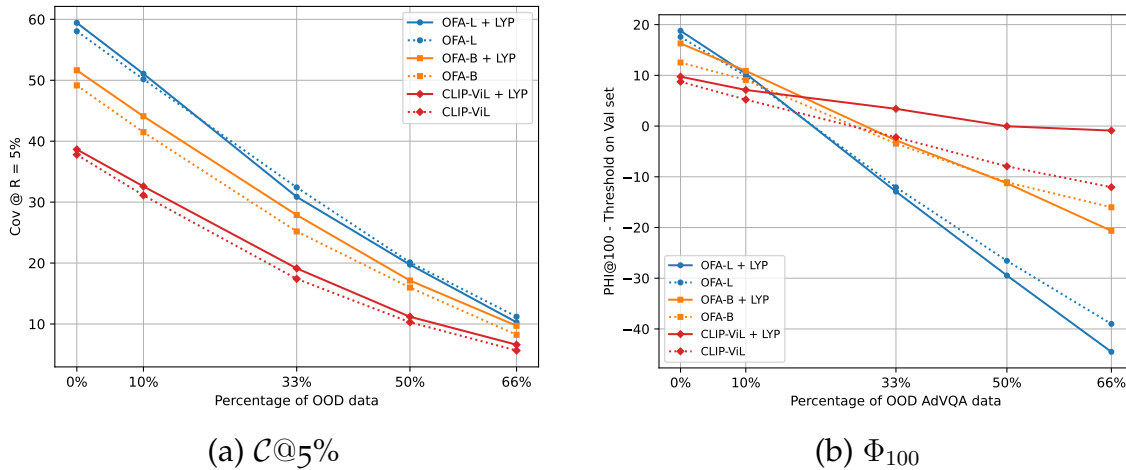 60
50
40
30
20
10
Cov @ R = 5%
OFA-L + LYP
OFA-L
OFA-B + LYP
OFA-B
CLIP-ViL + LYP
CLIP-ViL
0%
10%
33%
50%
66%
Percentage of OOD data
(a) C@5%
20
10
0
−10
−20
−30
−40
PHI@100 - Threshold on Val set
OFA-L + LYP
OFA-L
OFA-B + LYP
OFA-B
CLIP-ViL + LYP
CLIP-ViL
0%
10%
33%
50%
66%
Percentage of OOD AdVQA data
(b) Φ₁₀₀